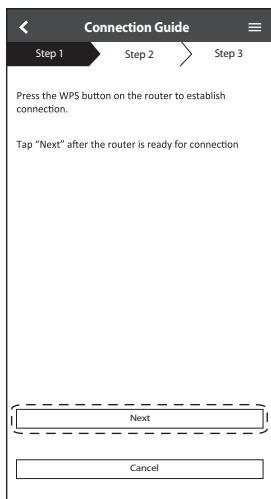 Connection Guide
Step 1
Step 2
Step 3
Press the WPS button on the router to establish
connection.
Tap “Next” after the router is ready for connection
Next
Cancel